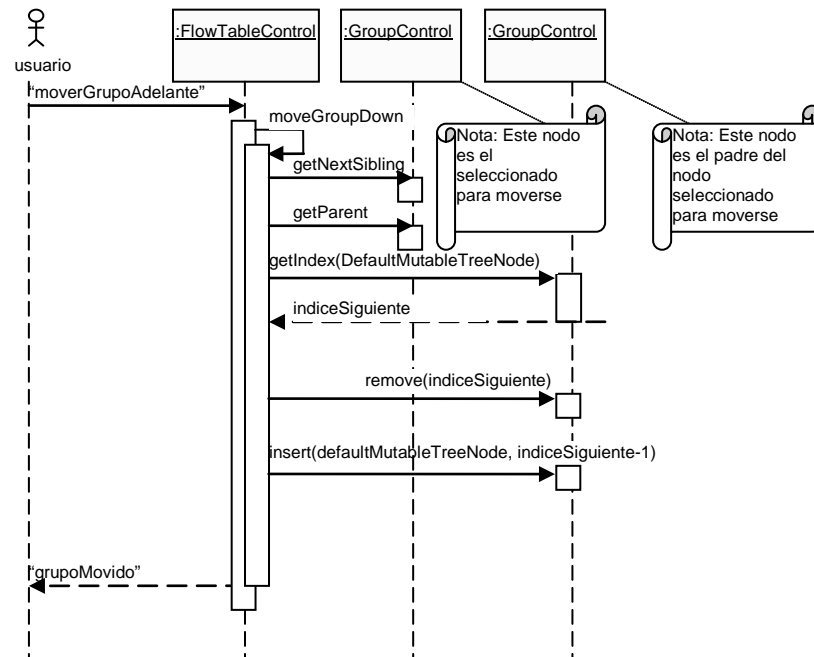 :FlowTableControl
:GroupControl
:GroupControl
usuario
“moverGrupoAdelante”
moveGroupDown
Nota: Este nodo
es el
seleccionado
para moverse
Nota: Este nodo
es el padre del
nodo
seleccionado
para moverse
getNextSibling
getParent
getIndex(DefaultMutableTreeNode)
indiceSiguiente
remove(indiceSiguiente)
insert(defaultMutableTreeNode, indiceSiguiente-1)
“grupoMovido”